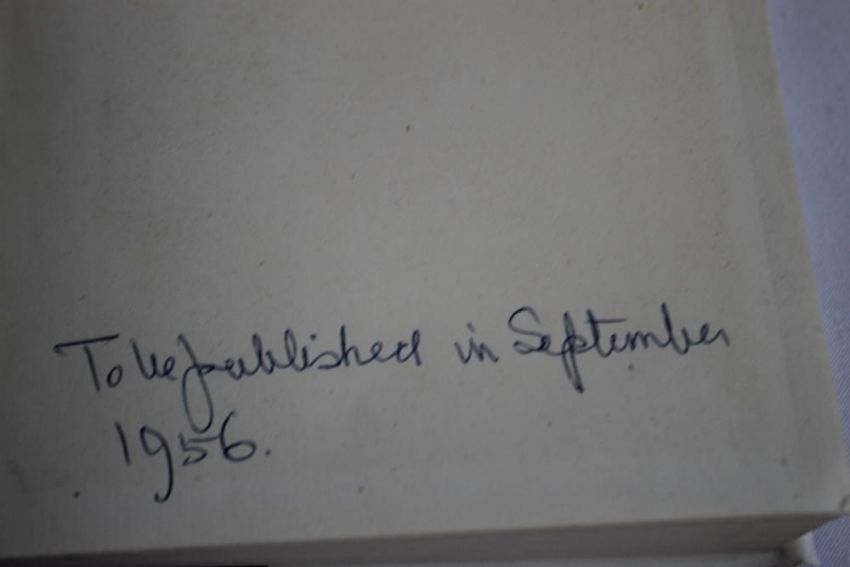 To be published in September
1956.